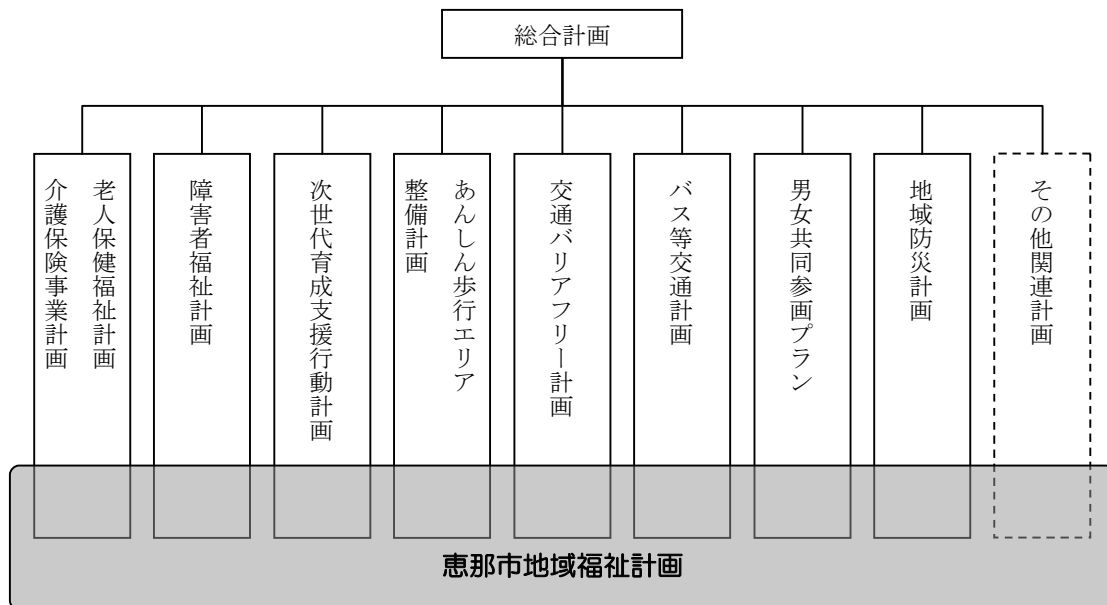 総合計画
老人保健福祉計画
介護保険事業計画
障害者福祉計画
次世代育成支援行動計画
あんしん歩行エリア
整備計画
交通バリアフリー計画
バス等交通計画
男女共同参画プラン
地域防災計画
その他関連計画
恵那市地域福祉計画